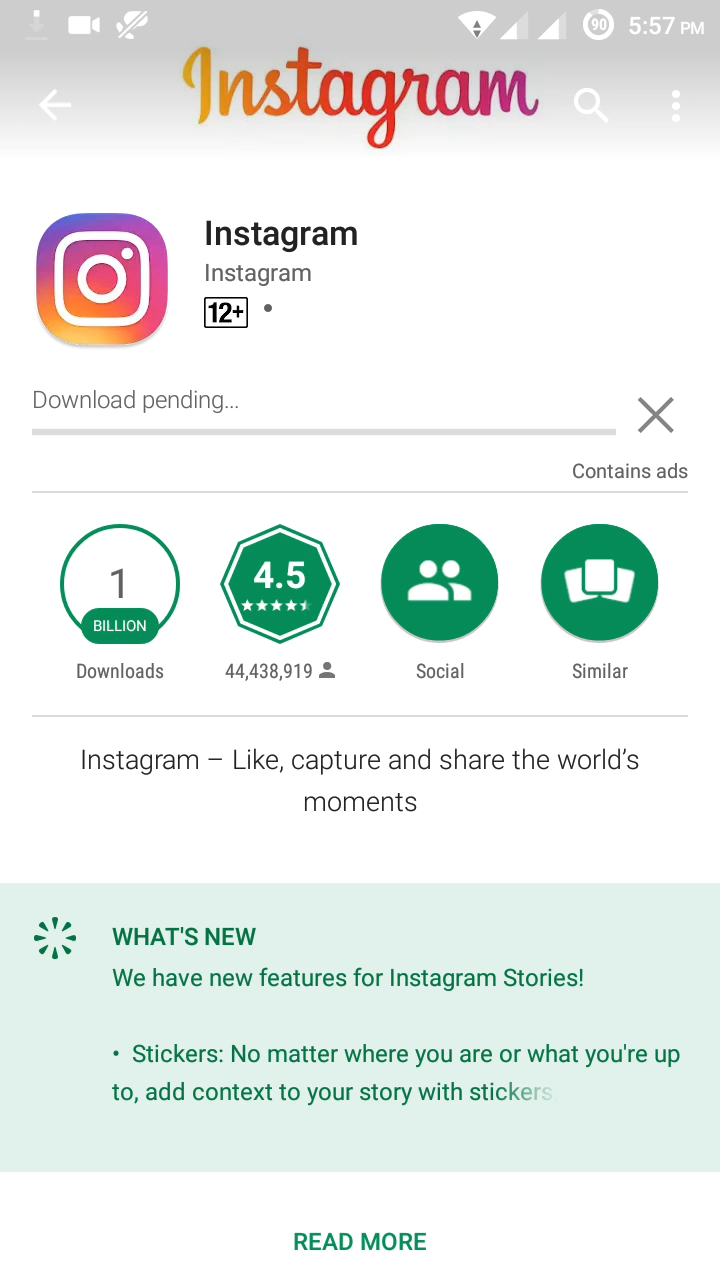 90 5:57 PM
Instagram
Instagram
Instagram
12+ •
Download pending...
Contains ads
1
BILLION
4.5
Downloads
44,438,919
Social
Similar
Instagram – Like, capture and share the world’s
moments
WHAT'S NEW
We have new features for Instagram Stories!
• Stickers: No matter where you are or what you're up
to, add context to your story with stickers
READ MORE